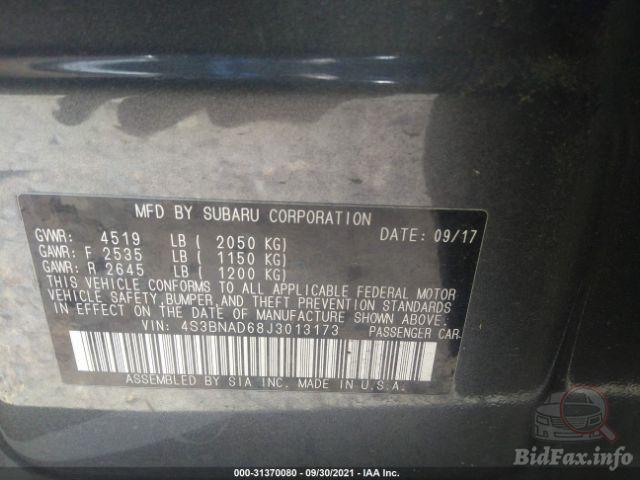 MFD BY SUBARU CORPORATION
GVWR: 4519 LB ( 2050 KG) DATE: 09/17
GAWR: F 2535 LB ( 1150 KG)
GAWR: R 2645 LB ( 1200 KG)
THIS VEHICLE CONFORMS TO ALL APPLICABLE FEDERAL MOTOR
VEHICLE SAFETY, BUMPER, AND THEFT PREVENTION STANDARDS
IN EFFECT ON THE DATE OF MANUFACTURE SHOWN ABOVE.
VIN: 4S3BNAD68J3013173 PASSENGER CAR
ASSEMBLED BY SIA INC. MADE IN U.S.A.
BidFax.info
000-31370080 - 09/30/2021 - IAA Inc.